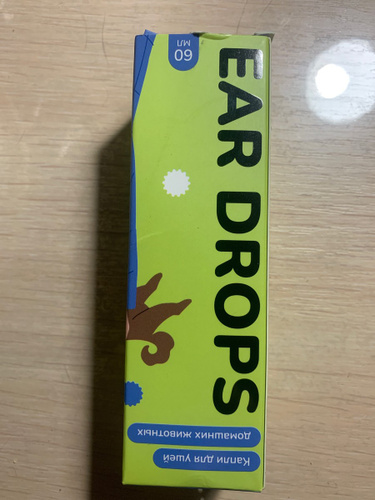 EAR DROPS
60
МЛ
Капли для ушей
домашних животных